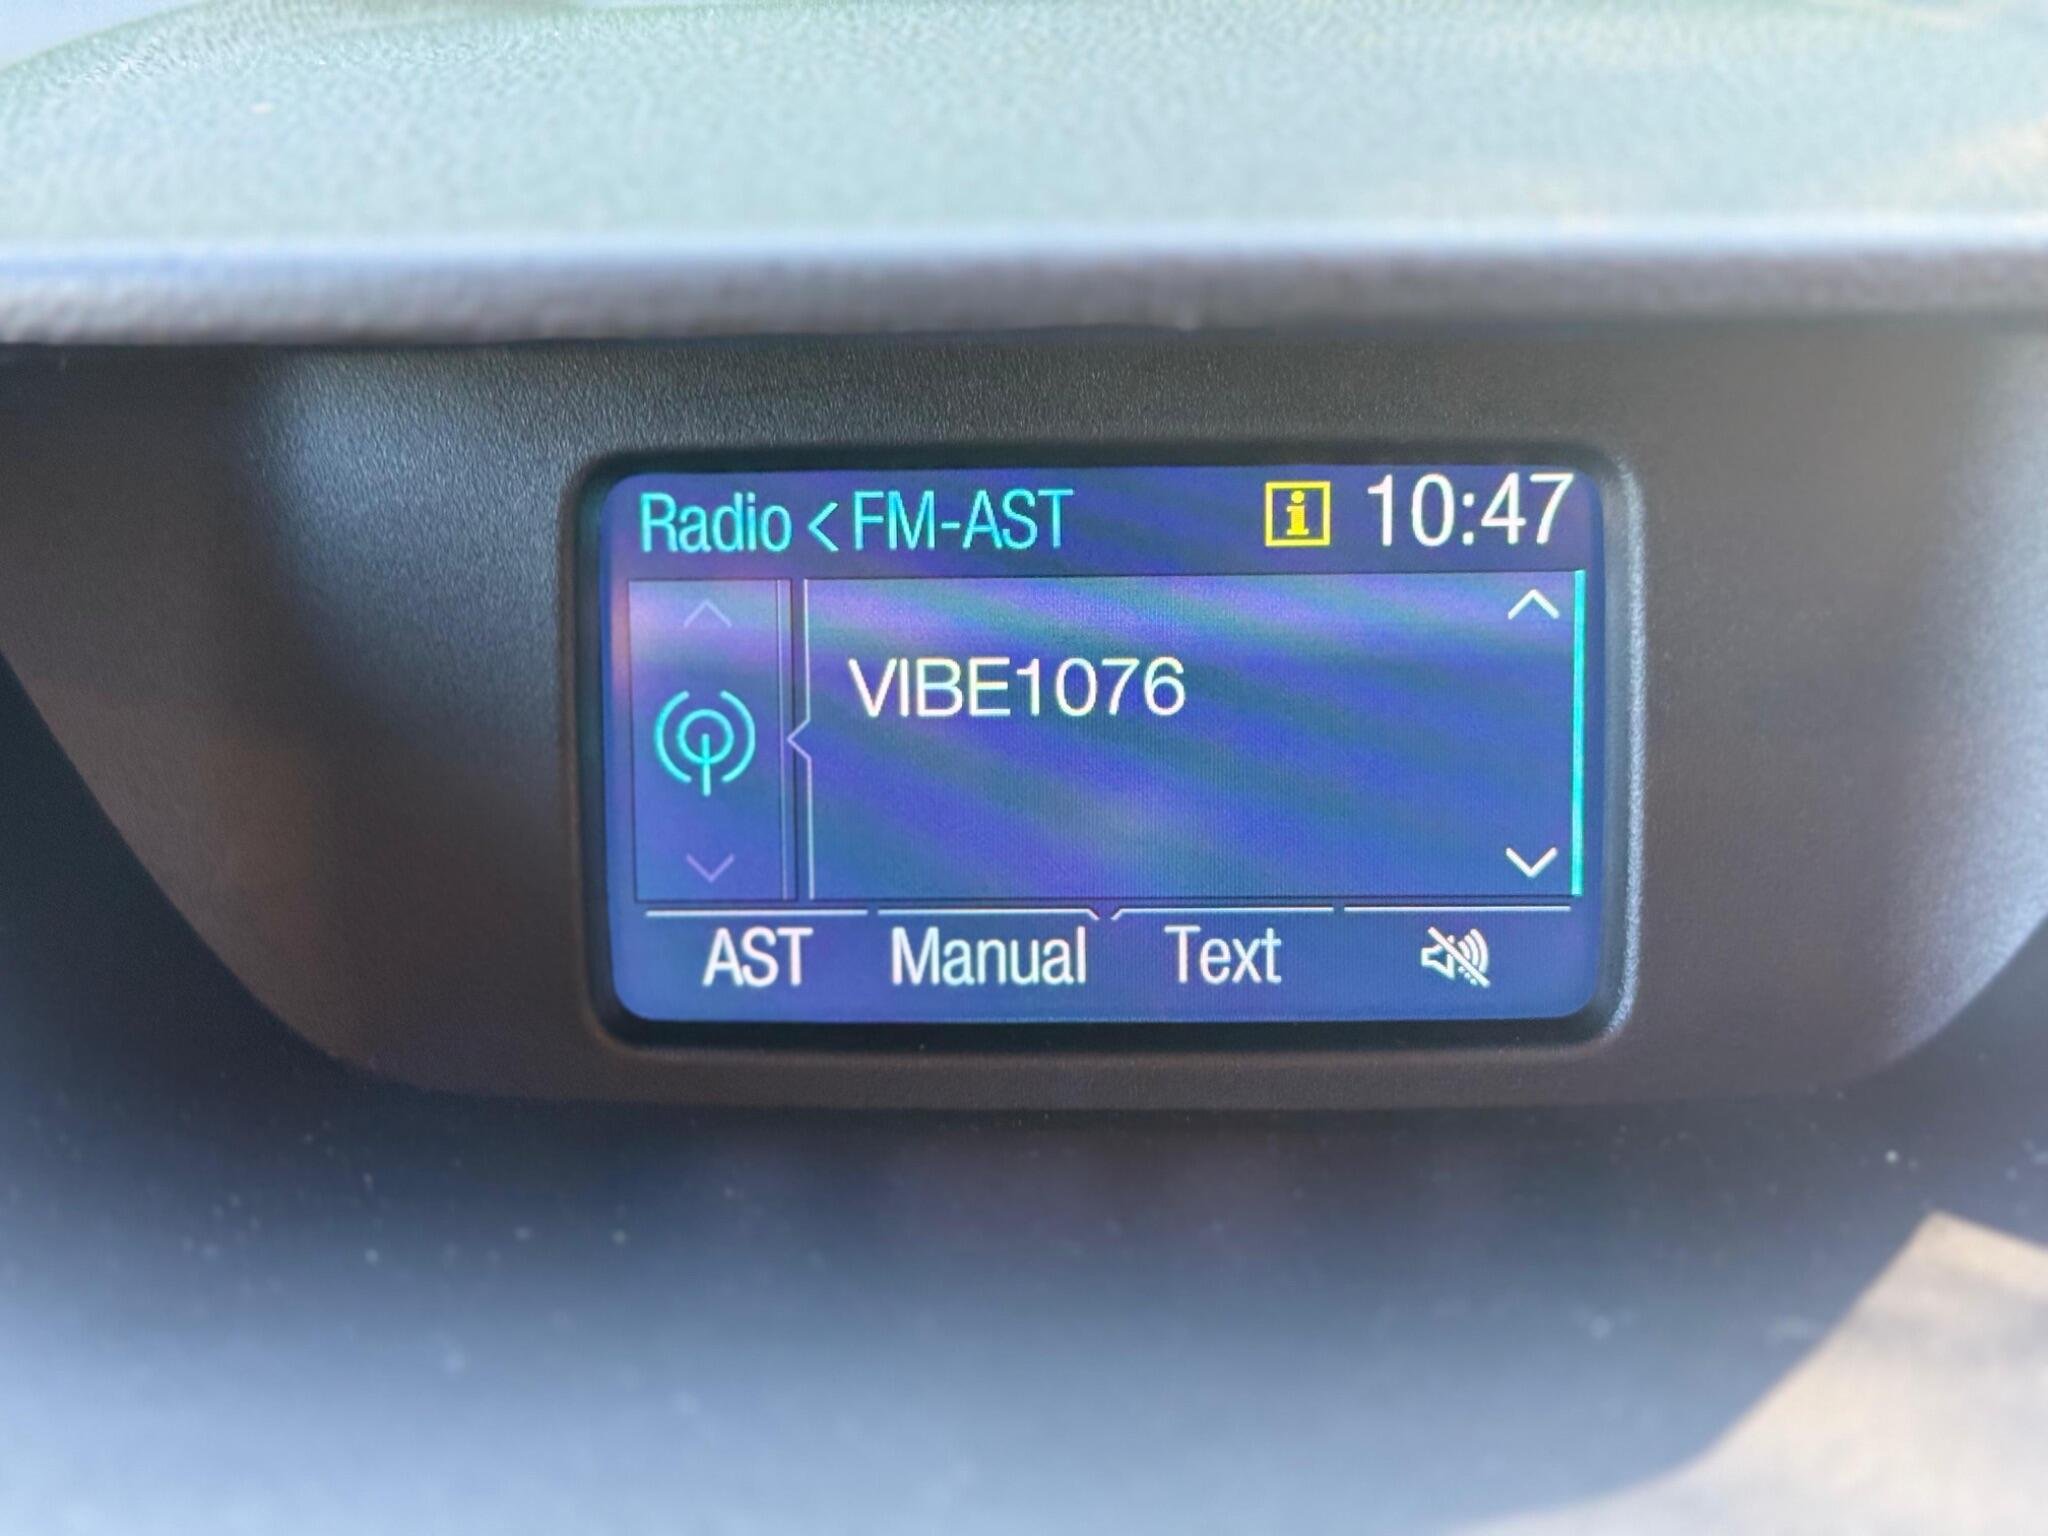 Radio < FM-AST i 10:47
VIBE1076
AST Manual Text